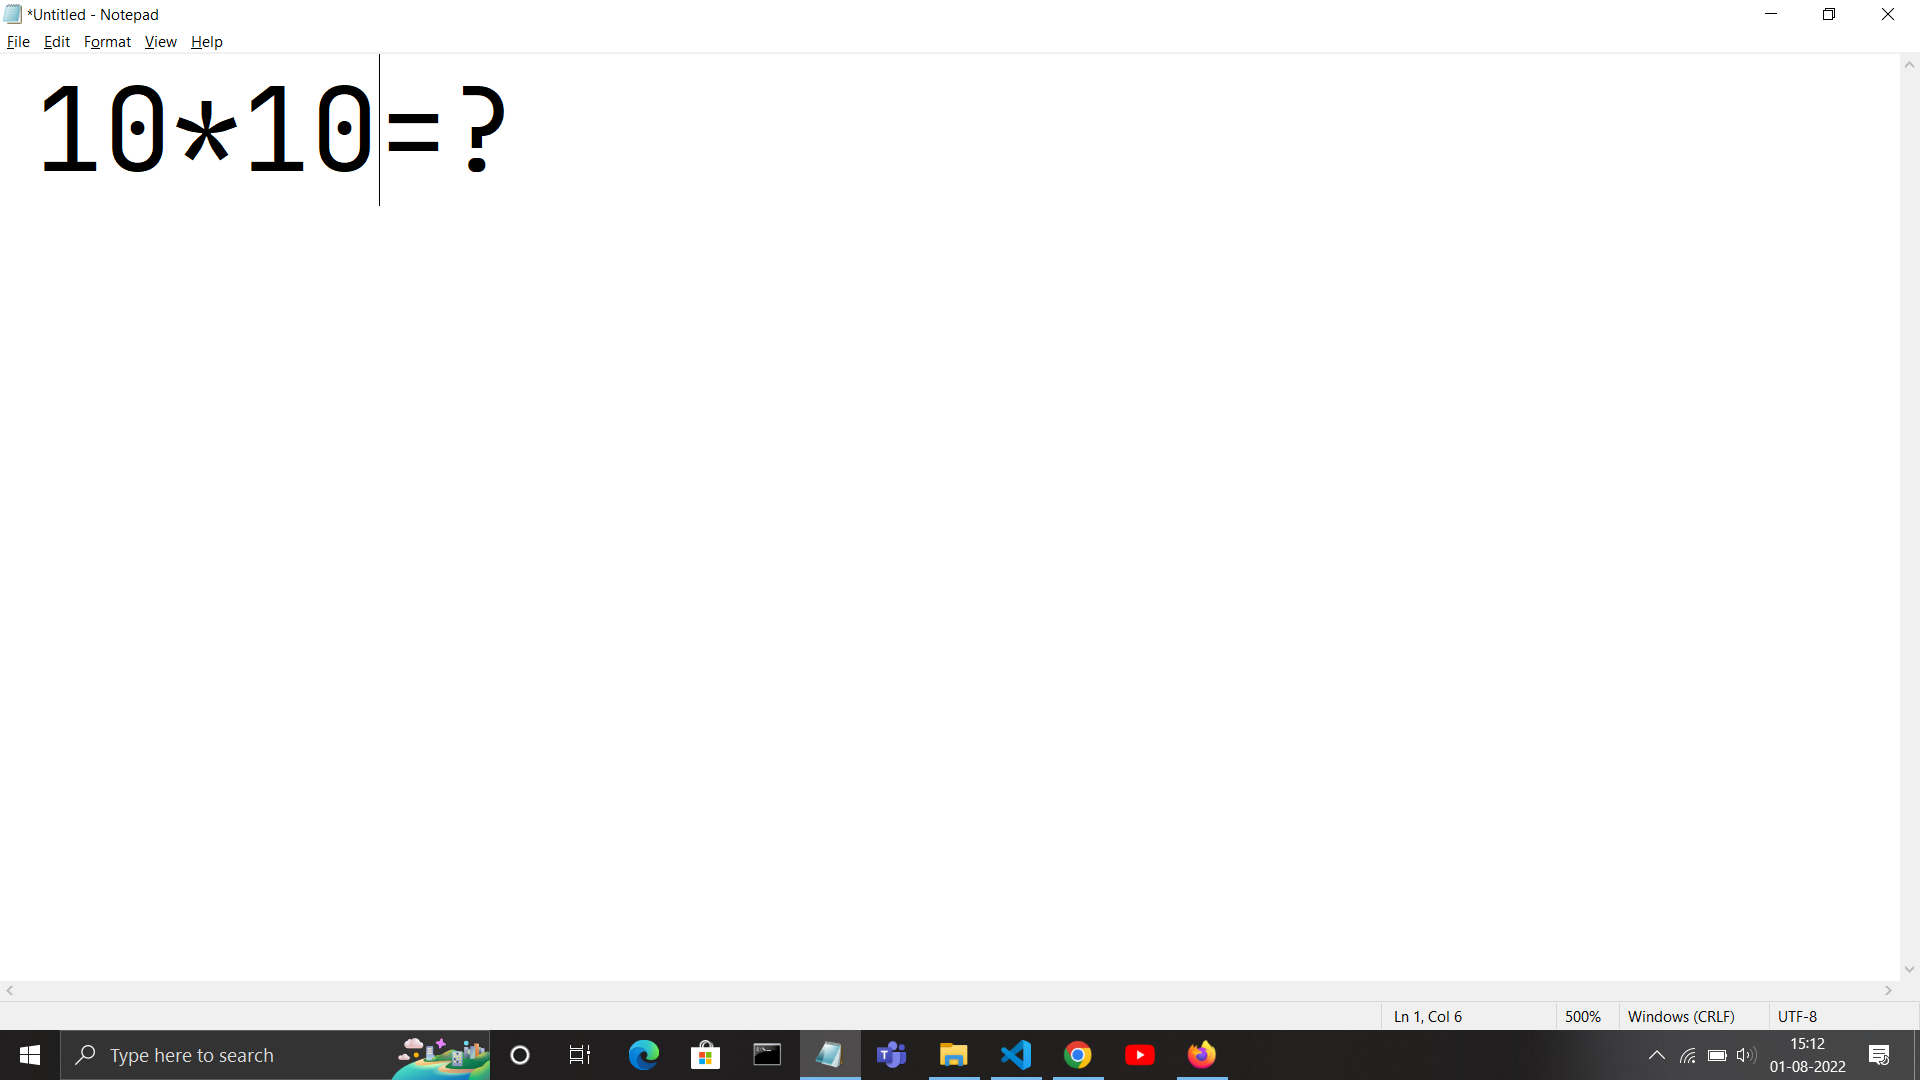 *Untitled - Notepad
File Edit Format View Help
10*10=?
Ln 1, Col 6 500% Windows (CRLF) UTF-8
Type here to search
15:12
01-08-2022